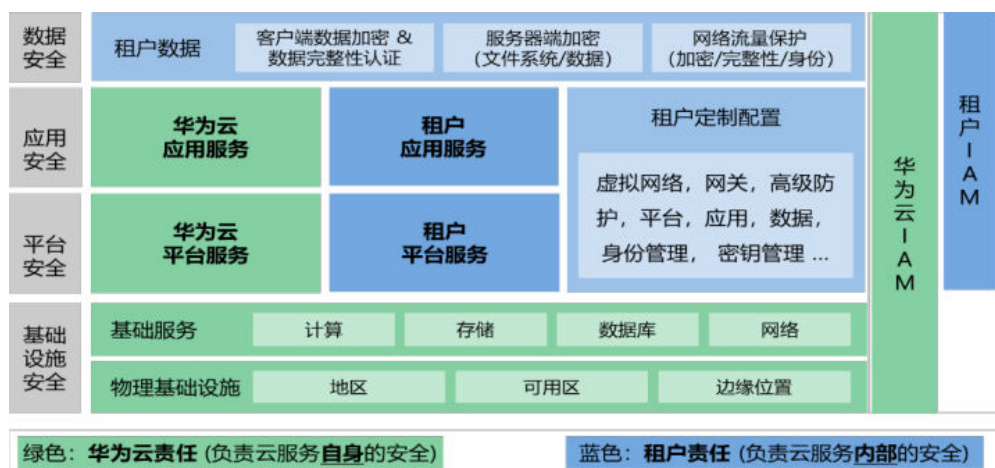 数据
安全
租户数据
客户端数据加密 &
数据完整性认证
服务器端加密
(文件系统/数据)
网络流量保护
(加密/完整性/身份)
应用
安全
华为云
应用服务
租户
应用服务
租户定制配置
虚拟网络，网关，高级防
护，平台，应用，数据，
身份管理， 密钥管理 ...
平台
安全
华为云
平台服务
租户
平台服务
基础
设施
安全
基础服务
计算
存储
数据库
网络
物理基础设施
地区
可用区
边缘位置
华为云IAM
租户IAM
绿色：华为云责任 (负责云服务自身的安全)
蓝色：租户责任 (负责云服务内部的安全)